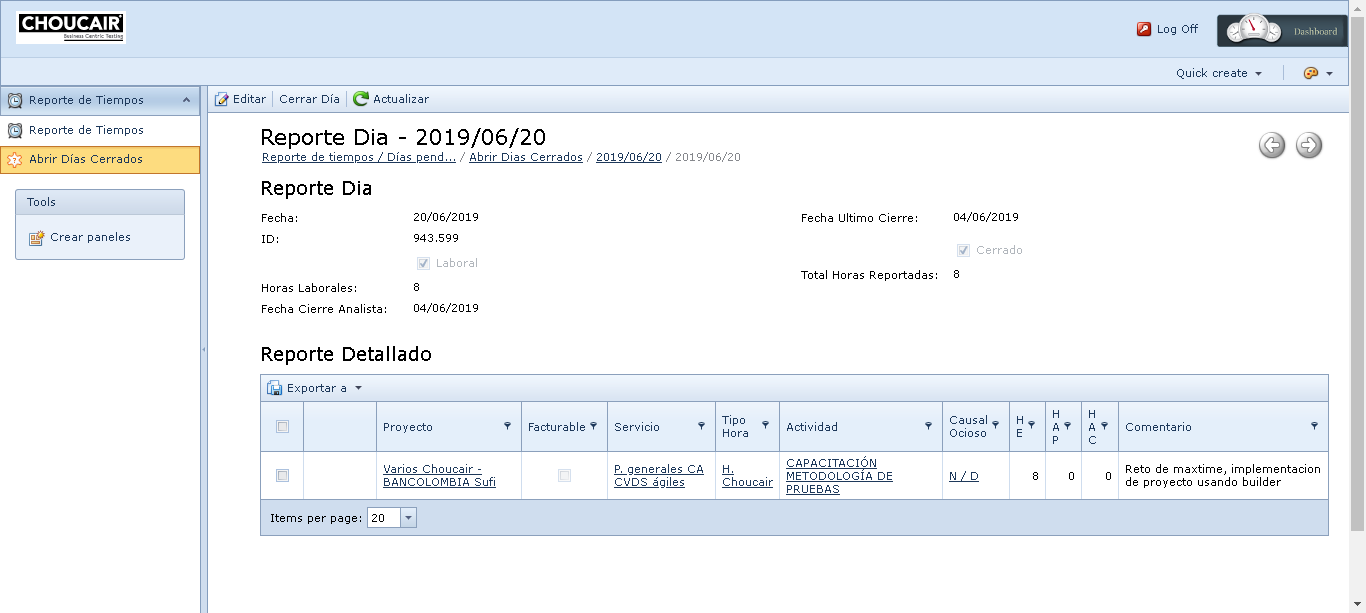 CHOUCAIR
Business Centric Testing
Log Off
Dashboard
Quick create
Reporte de Tiempos
Reporte de Tiempos
Abrir Días Cerrados
Tools
Crear paneles
Editar
Cerrar Día
Actualizar
Reporte Dia - 2019/06/20
Reporte de tiempos / Días pend... / Abrir Dias Cerrados / 2019/06/20 / 2019/06/20
Reporte Dia
Fecha: 20/06/2019
Fecha Ultimo Cierre: 04/06/2019
ID: 943.599
Cerrado
Laboral
Total Horas Reportadas: 8
Horas Laborales: 8
Fecha Cierre Analista: 04/06/2019
Reporte Detallado
Exportar a
Proyecto
Facturable
Servicio
Tipo
Hora
Actividad
Causal
Ocioso
H
E
H
A
P
H
A
C
Comentario
Varios Choucair -
BANCOLOMBIA Sufi
P. generales CA
CVDS ágiles
H.
Choucair
CAPACITACIÓN
METODOLOGÍA DE
PRUEBAS
N / D
8
0
0
Reto de maxtime, implementacion
de proyecto usando builder
Items per page: 20